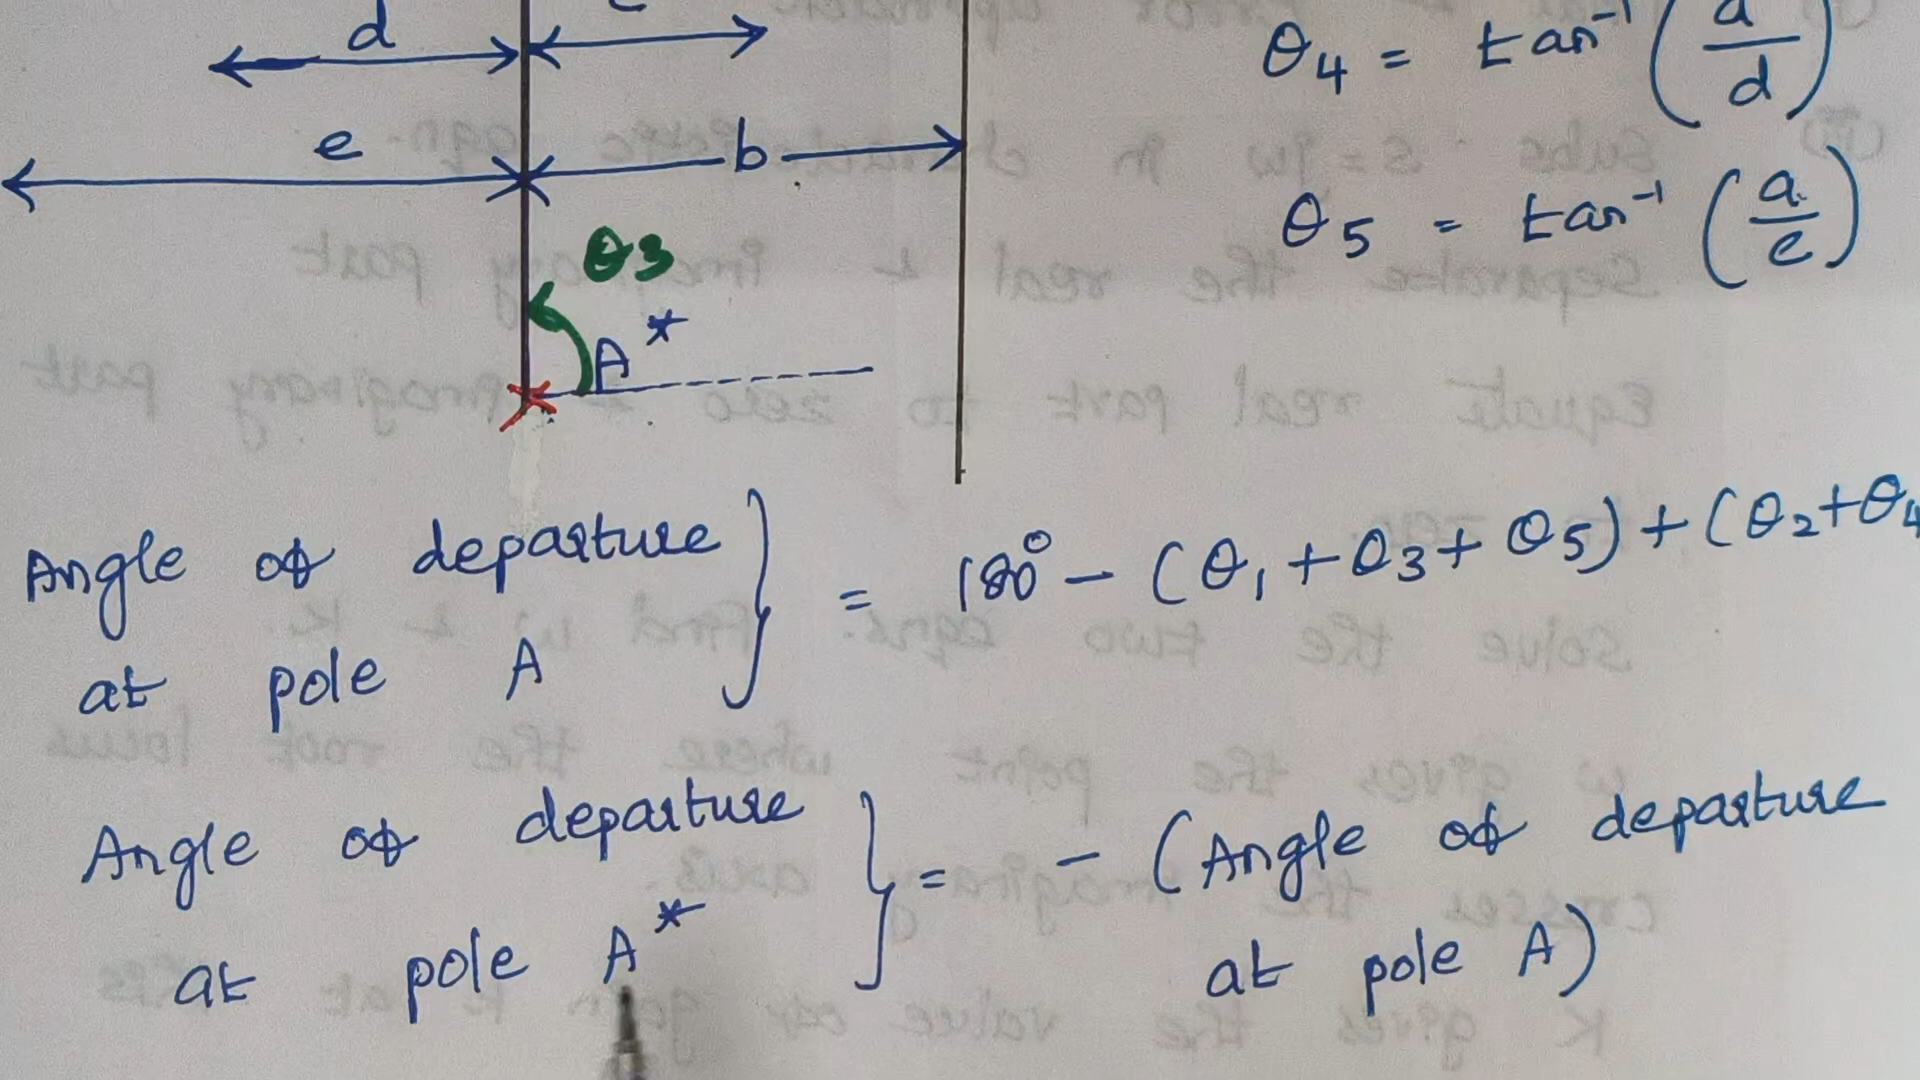 d
θ4 = tan⁻¹ (a/d)
e
b
θ5 = tan⁻¹ (a/e)
θ3
A*
Angle of departure at pole A } = 180° - (θ1 + θ3 + θ5) + (θ2 + θ4
Angle of departure at pole A* } = - (Angle of departure at pole A)